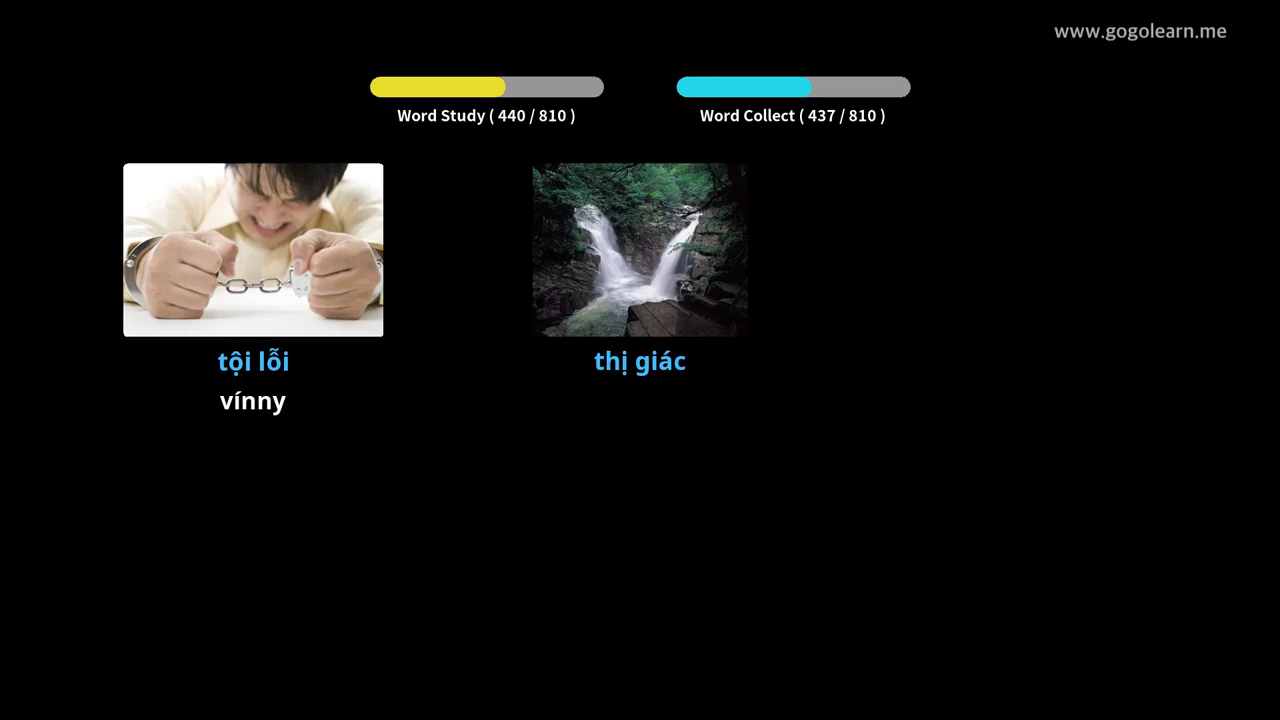 www.gogolearn.me
Word Study ( 440 / 810 )
Word Collect ( 437 / 810 )
tội lỗi
vínny
thị giác